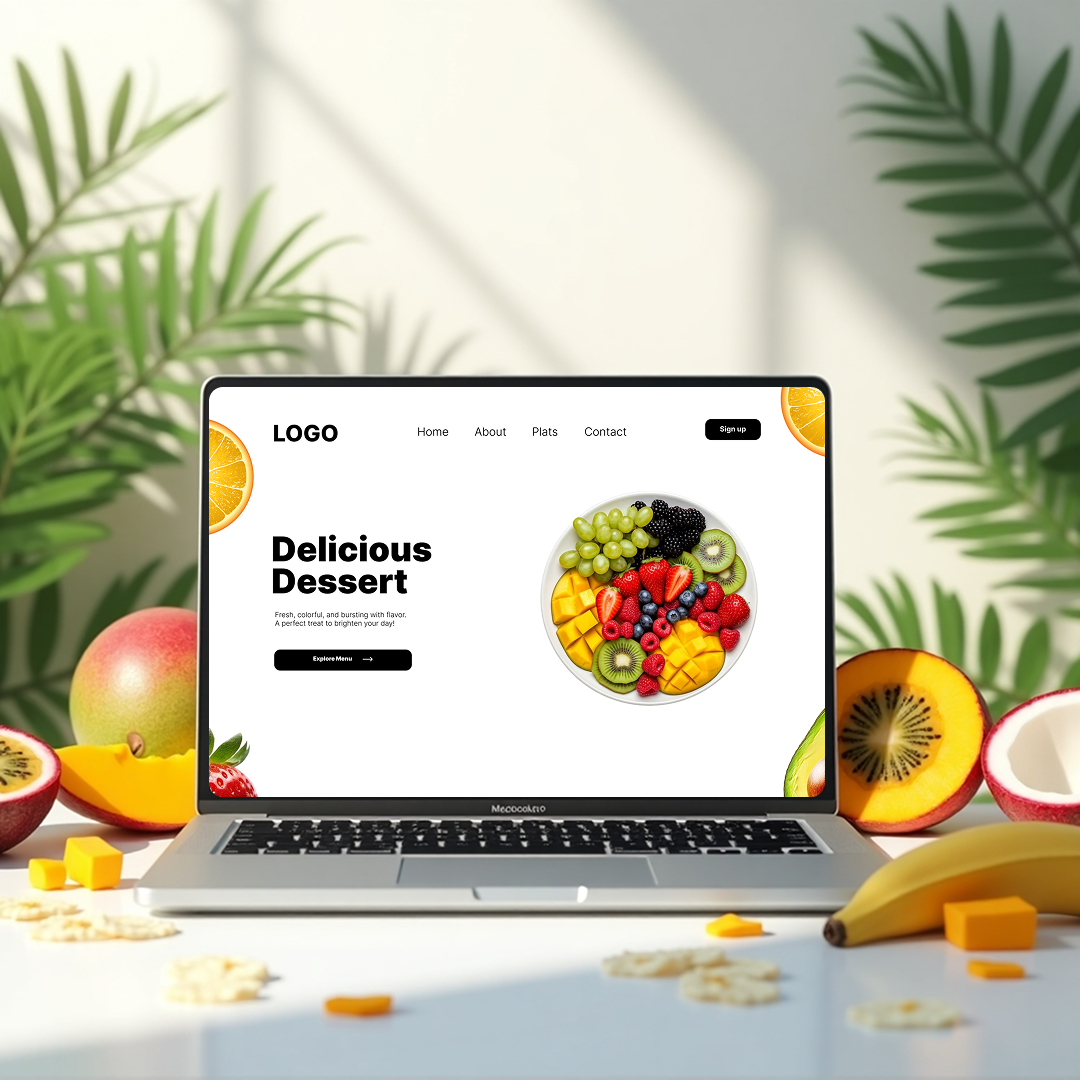 LOGO
Home About Plats Contact
Sign up
Delicious
Dessert
Fresh, colorful, and bursting with flavor.
A perfect treat to brighten your day!
Explore Menu →